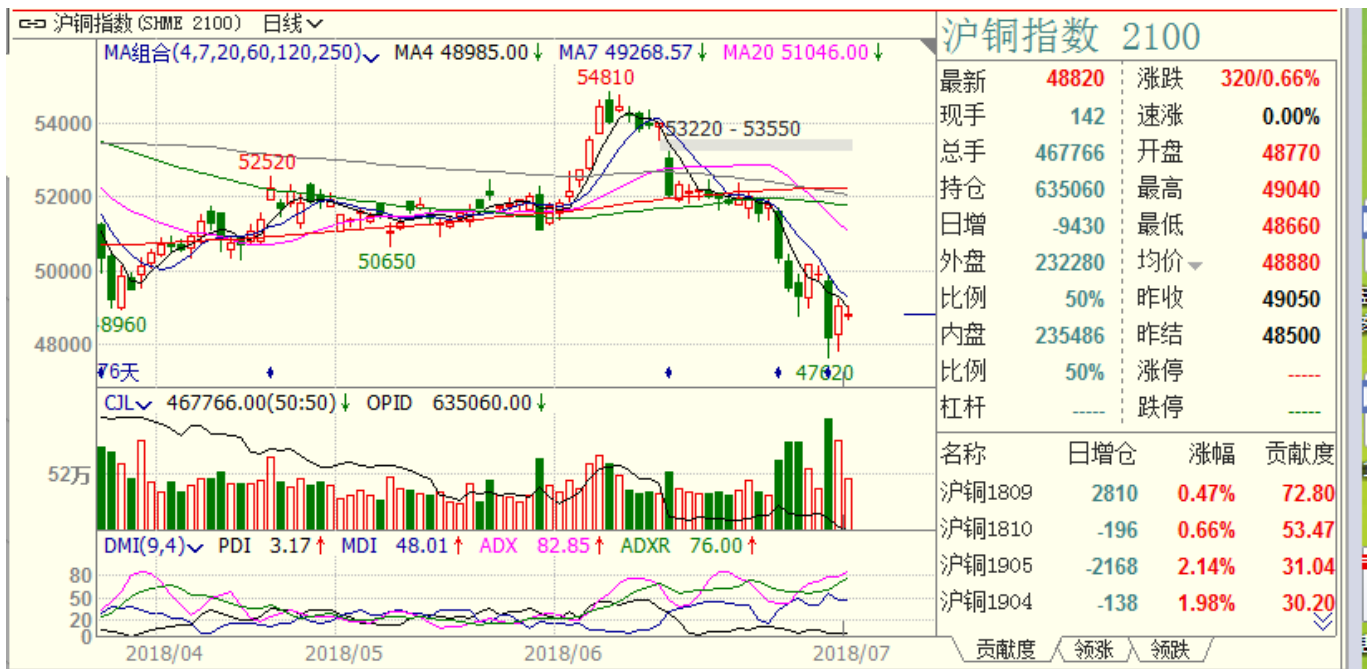 沪铜指数(SHME 2100) 日线
MA组合(4,7,20,60,120,250) MA4 48985.00↓ MA7 49268.57↓ MA20 51046.00↓
54810
54000
53220 - 53550
52520
52000
50650
50000
48960
48000
76天
47620
CJL 467766.00(50:50)↓ OPID 635060.00↓
52万
DMI(9,4) PDI 3.17↑ MDI 48.01↑ ADX 82.85↑ ADXR 76.00↑
80
50
20
0
2018/04 2018/05 2018/06 2018/07
沪铜指数 2100
最新 48820 涨跌 320/0.66%
现手 142 速涨 0.00%
总手 467766 开盘 48770
持仓 635060 最高 49040
日增 -9430 最低 48660
外盘 232280 均价 48880
比例 50% 昨收 49050
内盘 235486 昨结 48500
比例 50% 涨停 -----
杠杆 ----- 跌停 -----
名称 日增仓 涨幅 贡献度
沪铜1809 2810 0.47% 72.80
沪铜1810 -196 0.66% 53.47
沪铜1905 -2168 2.14% 31.04
沪铜1904 -138 1.98% 30.20
贡献度 领涨 领跌